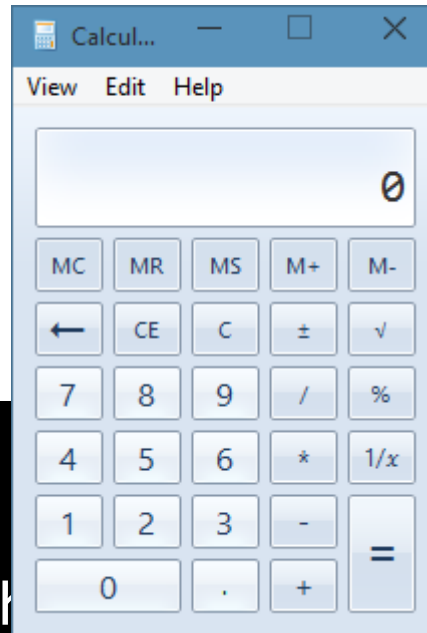 Calcul...
View Edit Help
0
MC MR MS M+ M-
← CE C ± √
7 8 9 / %
4 5 6 * 1/x
1 2 3 - =
0 . +